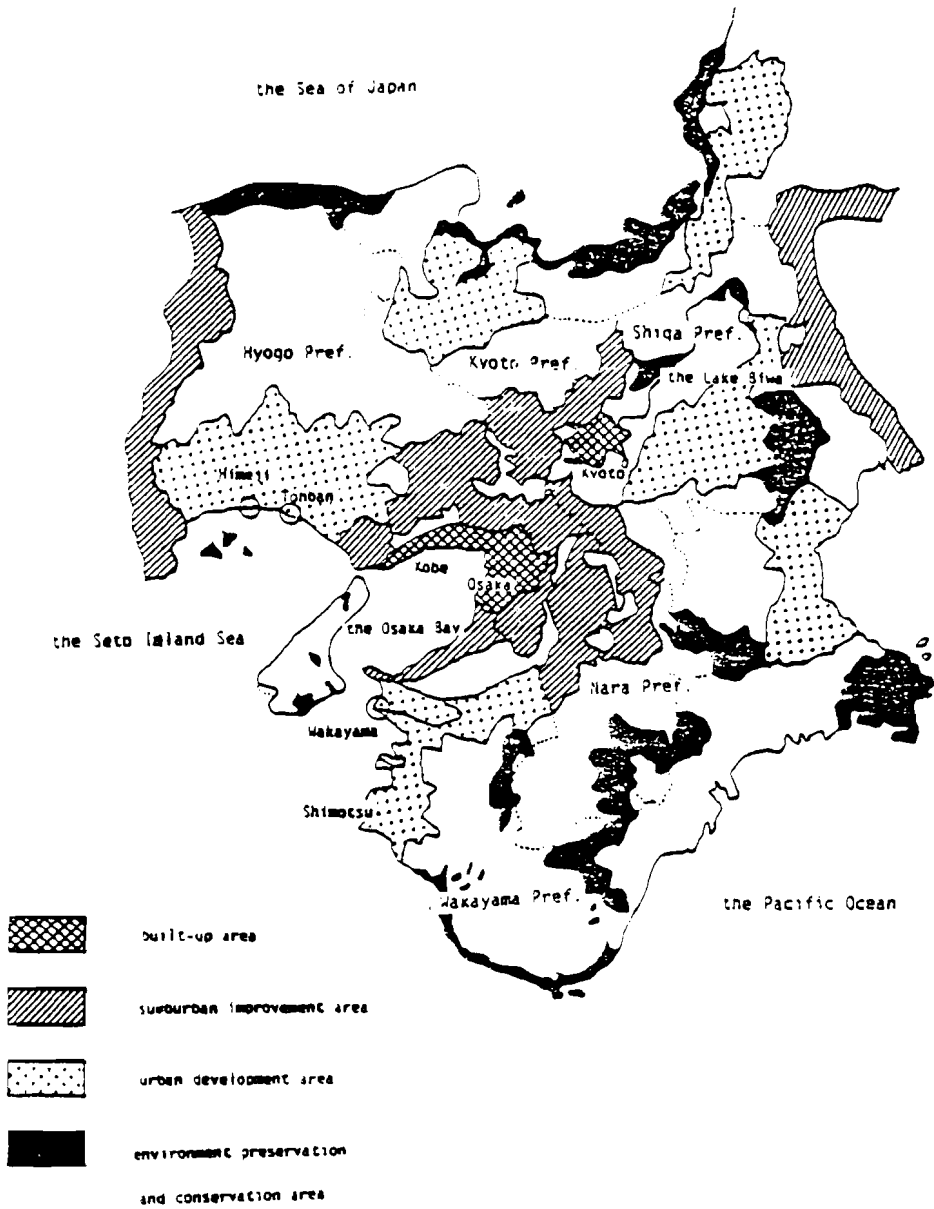 the Sea of Japan
Hyogo Pref.
Kyoto Pref.
Shiga Pref.
the Lake Biwa
Himeji
Kyoto
Kobe
Osaka
the Seto Inland Sea
the Osaka Bay
Nara Pref.
Wakayama
Shimotsu
Wakayama Pref.
the Pacific Ocean
built-up area
improvement area
urban development area
environment preservation
and conservation area